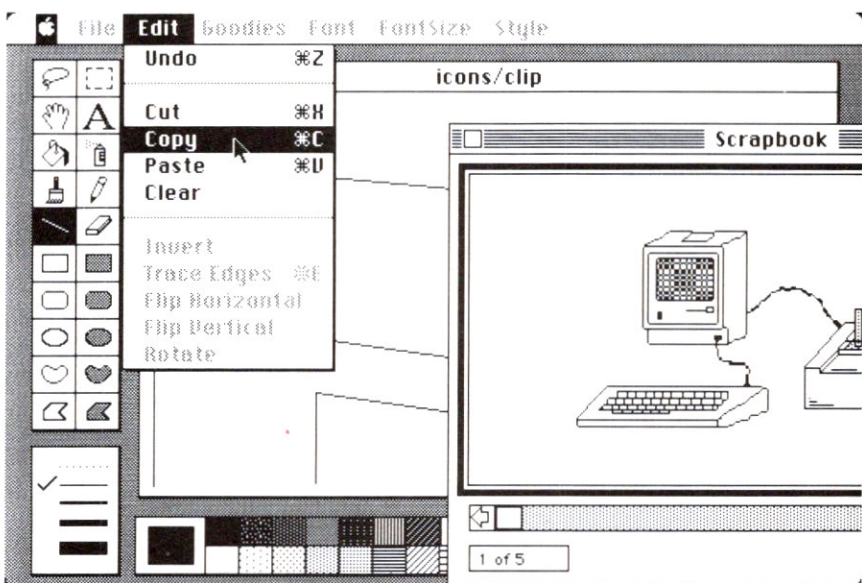 File Edit Goodies Font FontSize Style
Undo ⌘Z
icons/clip
Cut ⌘X
Copy ⌘C
Paste ⌘V
Clear
Scrapbook
Invert
Trace Edges ⌘E
Flip Horizontal
Flip Vertical
Rotate
A
1 of 5